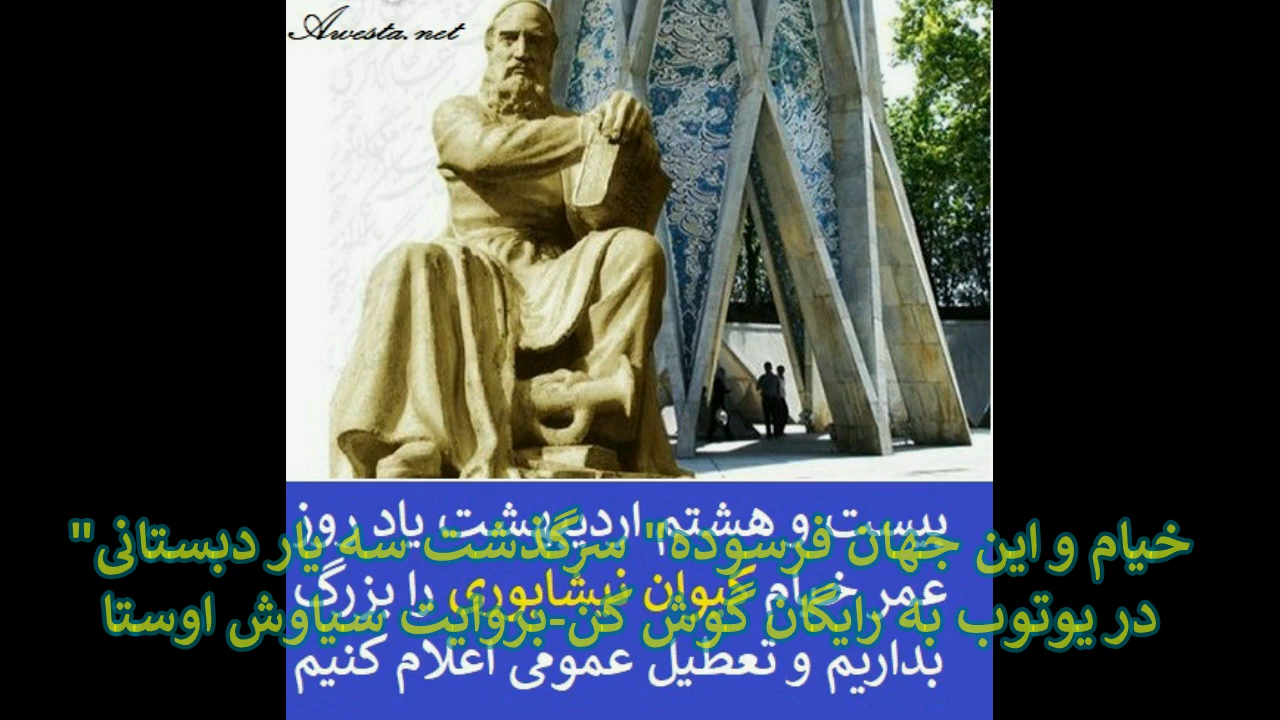 Awesta.net
بیست و هشتم اردیبهشت یاد روز
"خیام و این جهان فرسوده" سرگذشت سه یار دبستانی"
عمر خیام کیوان نیشابوری را بزرگ
در یوتوب به رایگان گوش کن-بروایت سیاوش اوستا
بداریم و تعطیل عمومی اعلام کنیم